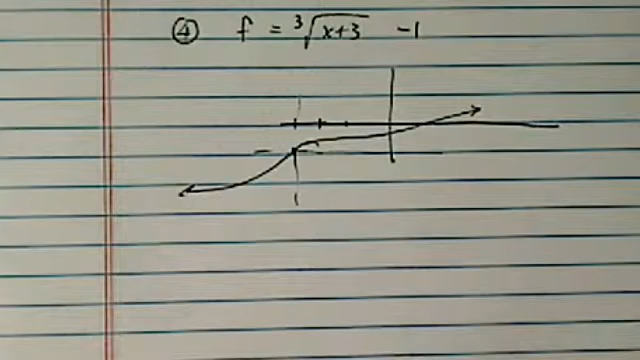 ④ f = ∛(x+3) -1